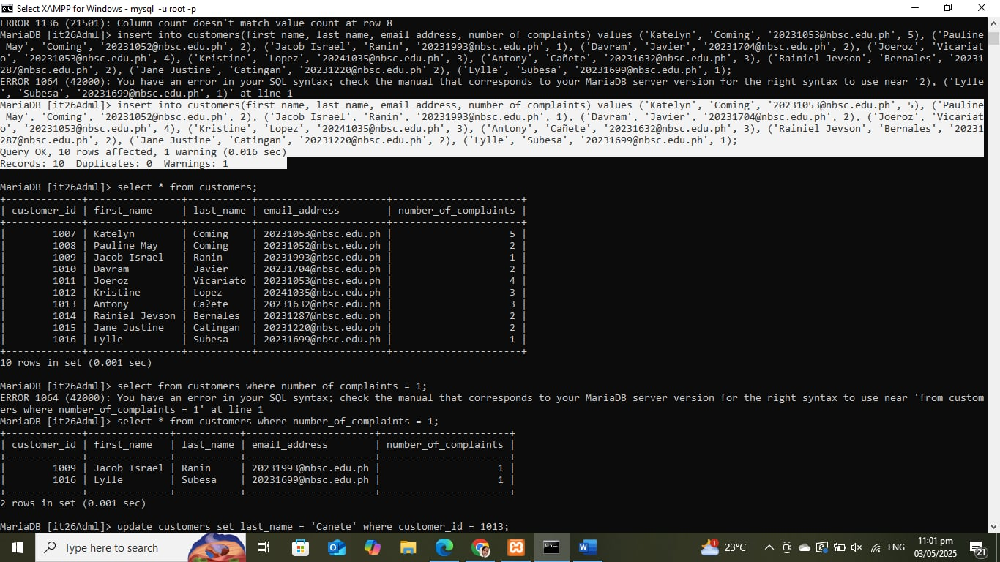 Select XAMPP for Windows - mysql  -u root -p
ERROR 1136 (21S01): Column count doesn't match value count at row 8
MariaDB [it26Adml]> insert into customers(first_name, last_name, email_address, number_of_complaints) values ('Katelyn', 'Coming', '20231053@nbsc.edu.ph', 5), ('Pauline
 May', 'Coming', '20231052@nbsc.edu.ph', 2), ('Jacob Israel', 'Ranin', '20231993@nbsc.edu.ph', 1), ('Davram', 'Javier', '20231704@nbsc.edu.ph', 2), ('Joeroz', 'Vicariat
o', '20231053@nbsc.edu.ph', 4), ('Kristine', 'Lopez', '20241035@nbsc.edu.ph', 3), ('Antony', 'Cañete', '20231632@nbsc.edu.ph', 3), ('Rainiel Jevson', 'Bernales', '20231
287@nbsc.edu.ph', 2), ('Jane Justine', 'Catingan', '20231220@nbsc.edu.ph' 2), ('Lylle', 'Subesa', '20231699@nbsc.edu.ph', 1);
ERROR 1064 (42000): You have an error in your SQL syntax; check the manual that corresponds to your MariaDB server version for the right syntax to use near '2), ('Lylle
', 'Subesa', '20231699@nbsc.edu.ph', 1)' at line 1
MariaDB [it26Adml]> insert into customers(first_name, last_name, email_address, number_of_complaints) values ('Katelyn', 'Coming', '20231053@nbsc.edu.ph', 5), ('Pauline
 May', 'Coming', '20231052@nbsc.edu.ph', 2), ('Jacob Israel', 'Ranin', '20231993@nbsc.edu.ph', 1), ('Davram', 'Javier', '20231704@nbsc.edu.ph', 2), ('Joeroz', 'Vicariat
o', '20231053@nbsc.edu.ph', 4), ('Kristine', 'Lopez', '20241035@nbsc.edu.ph', 3), ('Antony', 'Cañete', '20231632@nbsc.edu.ph', 3), ('Rainiel Jevson', 'Bernales', '20231
287@nbsc.edu.ph', 2), ('Jane Justine', 'Catingan', '20231220@nbsc.edu.ph', 2), ('Lylle', 'Subesa', '20231699@nbsc.edu.ph', 1);
Query OK, 10 rows affected, 1 warning (0.016 sec)
Records: 10  Duplicates: 0  Warnings: 1
MariaDB [it26Adml]> select * from customers;
+-------------+----------------+-----------+----------------------+----------------------+
| customer_id | first_name     | last_name | email_address        | number_of_complaints |
+-------------+----------------+-----------+----------------------+----------------------+
|        1007 | Katelyn        | Coming    | 20231053@nbsc.edu.ph |                    5 |
|        1008 | Pauline May    | Coming    | 20231052@nbsc.edu.ph |                    2 |
|        1009 | Jacob Israel   | Ranin     | 20231993@nbsc.edu.ph |                    1 |
|        1010 | Davram         | Javier    | 20231704@nbsc.edu.ph |                    2 |
|        1011 | Joeroz         | Vicariato | 20231053@nbsc.edu.ph |                    4 |
|        1012 | Kristine       | Lopez     | 20241035@nbsc.edu.ph |                    3 |
|        1013 | Antony         | Ca?ete    | 20231632@nbsc.edu.ph |                    3 |
|        1014 | Rainiel Jevson | Bernales  | 20231287@nbsc.edu.ph |                    2 |
|        1015 | Jane Justine   | Catingan  | 20231220@nbsc.edu.ph |                    2 |
|        1016 | Lylle          | Subesa    | 20231699@nbsc.edu.ph |                    1 |
+-------------+----------------+-----------+----------------------+----------------------+
10 rows in set (0.001 sec)
MariaDB [it26Adml]> select from customers where number_of_complaints = 1;
ERROR 1064 (42000): You have an error in your SQL syntax; check the manual that corresponds to your MariaDB server version for the right syntax to use near 'from custom
ers where number_of_complaints = 1' at line 1
MariaDB [it26Adml]> select * from customers where number_of_complaints = 1;
+-------------+--------------+-----------+----------------------+----------------------+
| customer_id | first_name   | last_name | email_address        | number_of_complaints |
+-------------+--------------+-----------+----------------------+----------------------+
|        1009 | Jacob Israel | Ranin     | 20231993@nbsc.edu.ph |                    1 |
|        1016 | Lylle        | Subesa    | 20231699@nbsc.edu.ph |                    1 |
+-------------+--------------+-----------+----------------------+----------------------+
2 rows in set (0.001 sec)
MariaDB [it26Adml]> update customers set last_name = 'Canete' where customer_id = 1013;
Type here to search
1
23°C
ENG
11:01 pm
03/05/2025
21